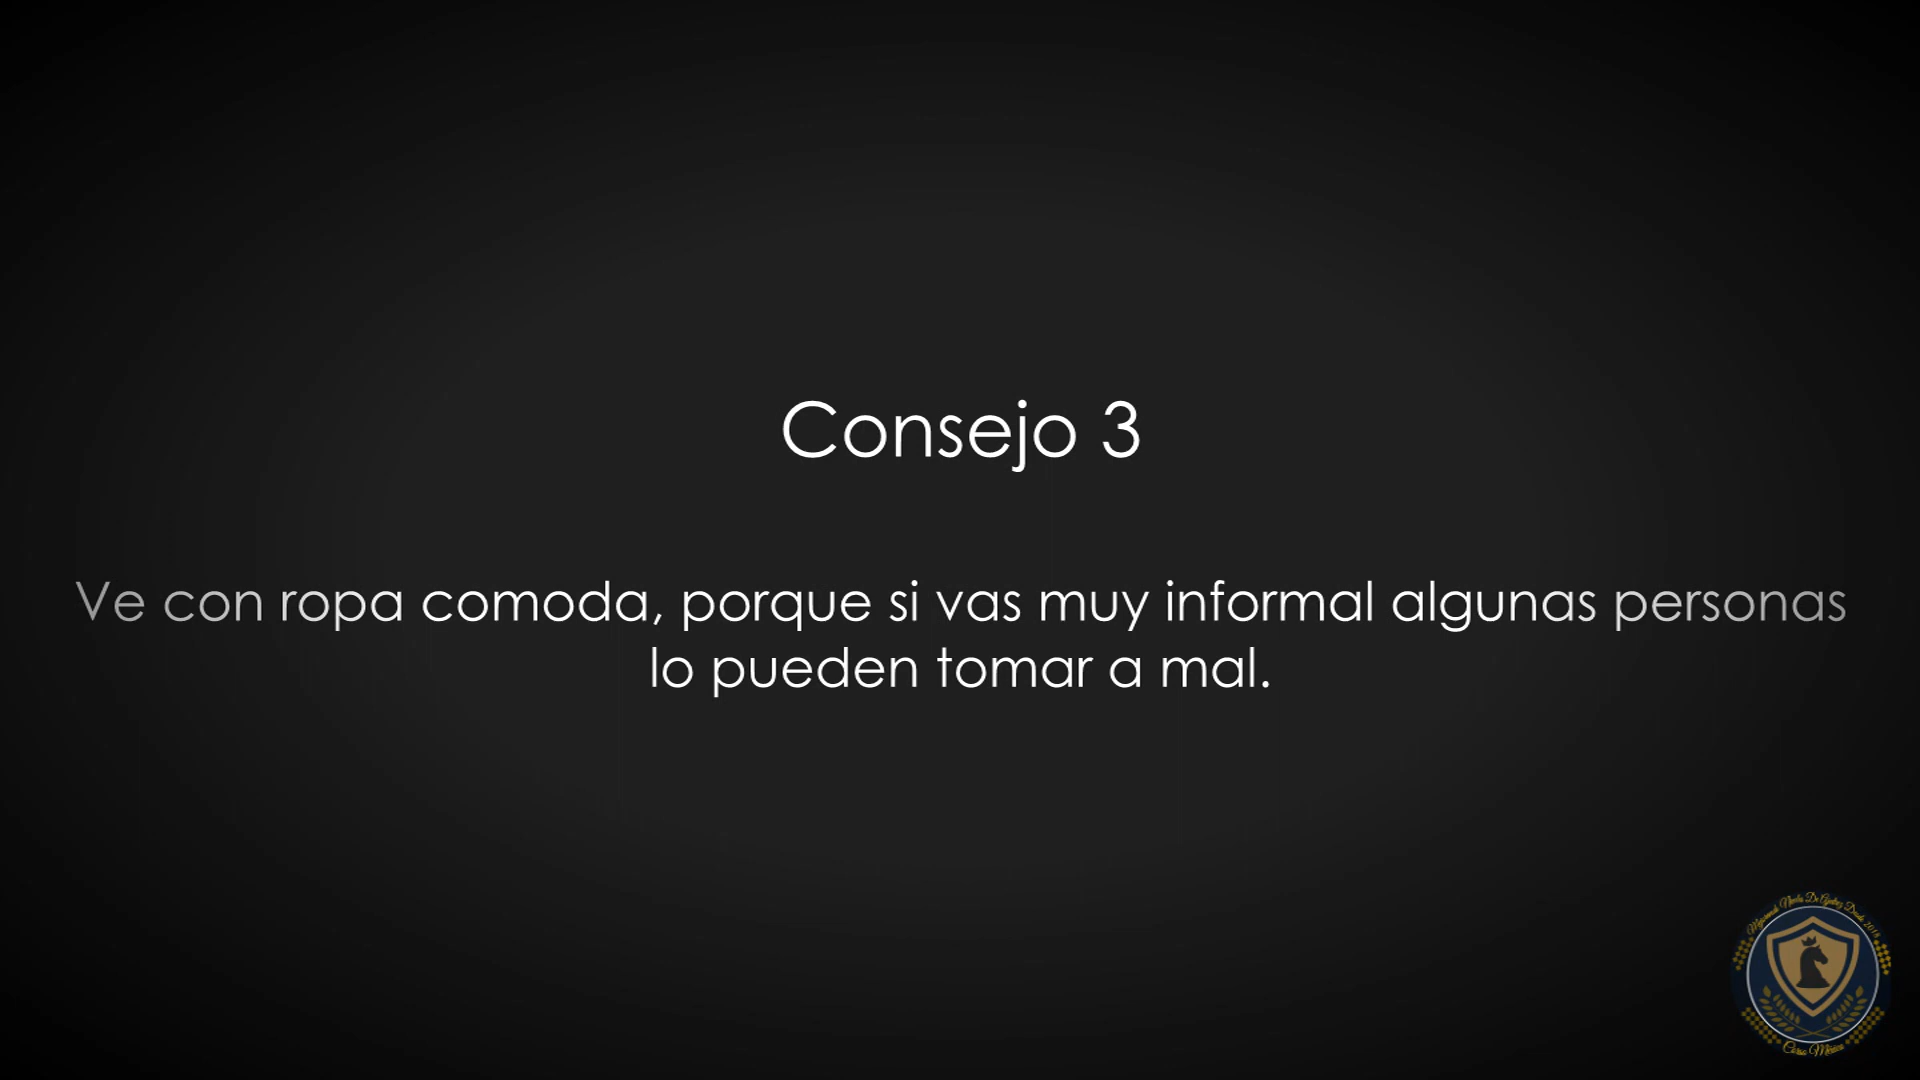 Consejo 3
Ve con ropa comoda, porque si vas muy informal algunas personas
lo pueden tomar a mal.